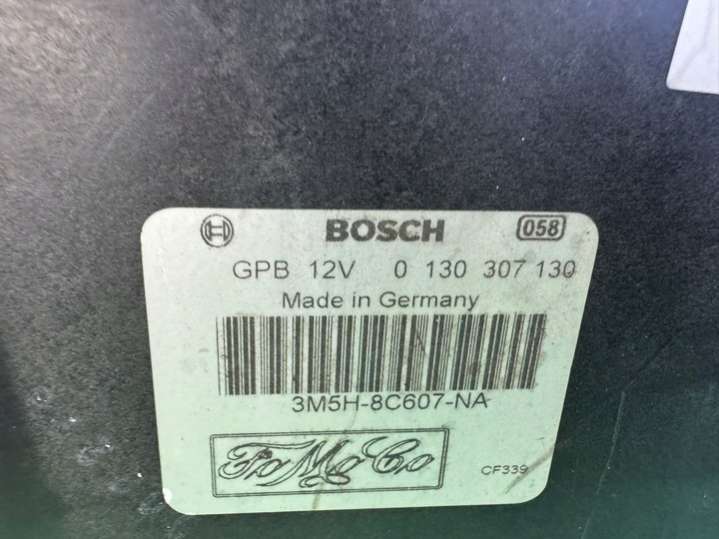 BOSCH 058
GPB 12V 0 130 307 130
Made in Germany
3M5H-8C607-NA
FoMoCo CF339